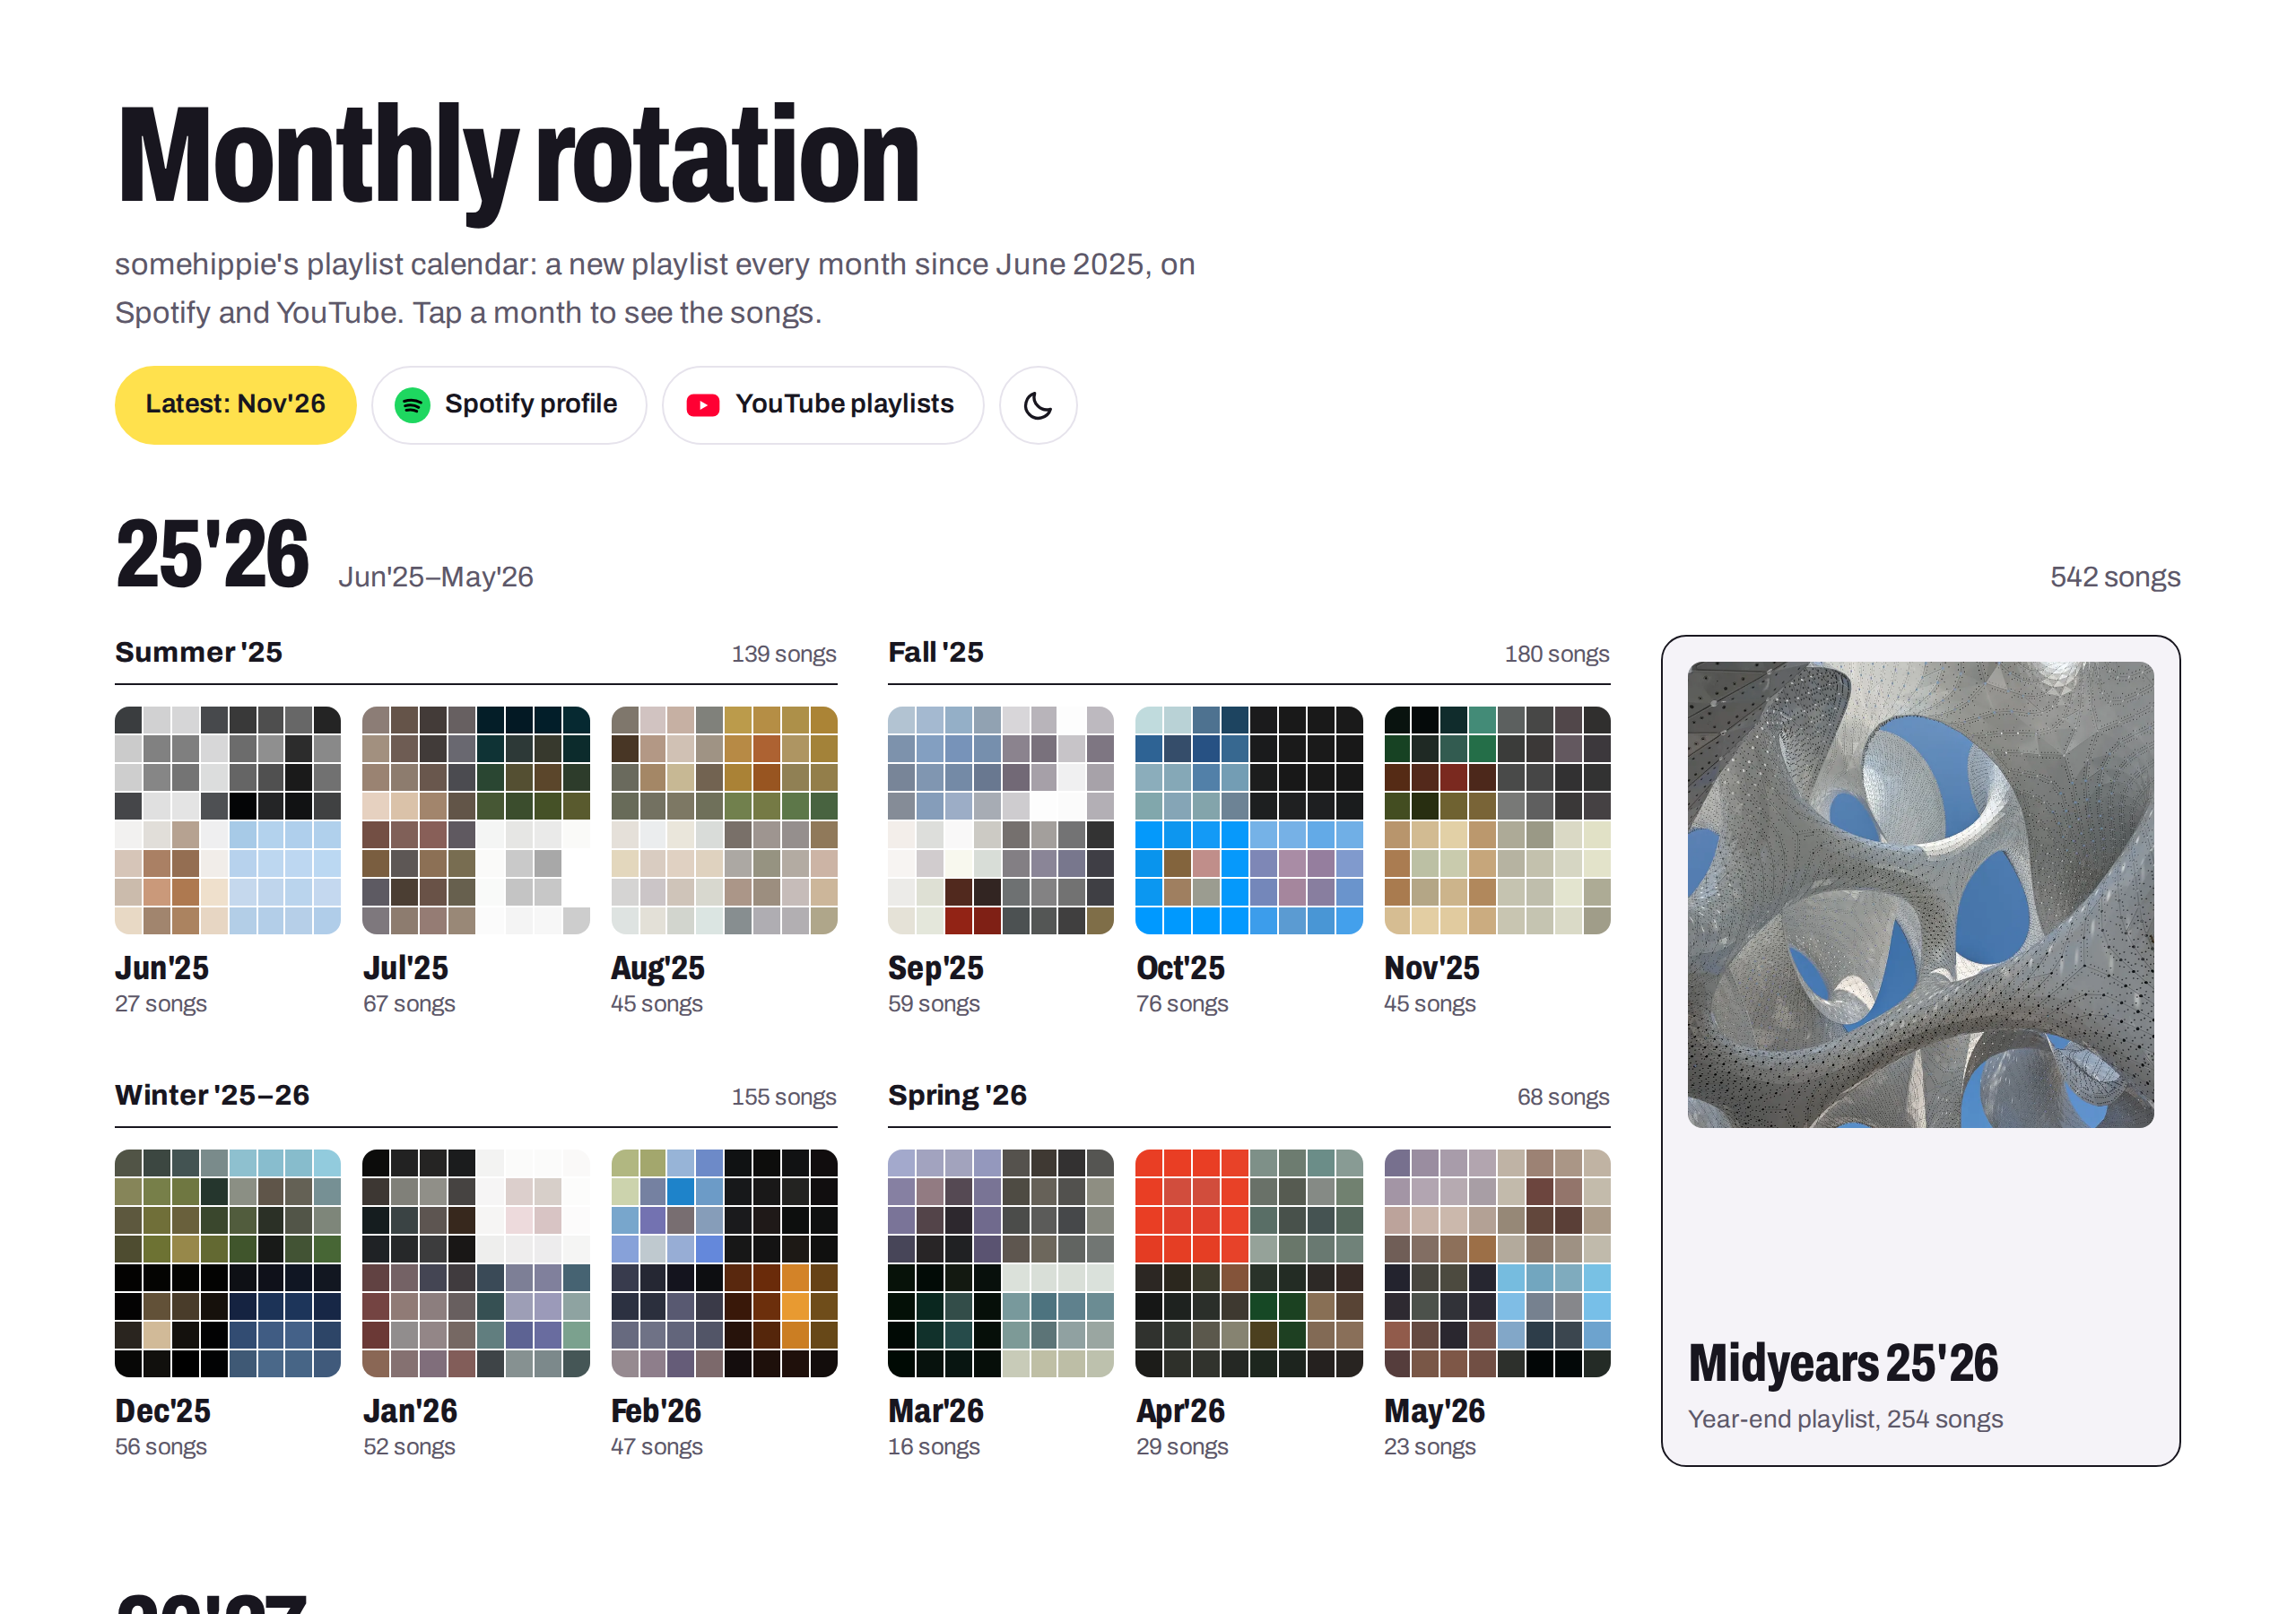 Monthly rotation
somehippie's playlist calendar: a new playlist every month since June 2025, on
Spotify and YouTube. Tap a month to see the songs.
Latest: Nov'26
Spotify profile
YouTube playlists
25'26 Jun'25–May'26
542 songs
Summer '25
139 songs
Jun'25
27 songs
Jul'25
67 songs
Aug'25
45 songs
Fall '25
180 songs
Sep'25
59 songs
Oct'25
76 songs
Nov'25
45 songs
Winter '25–26
155 songs
Dec'25
56 songs
Jan'26
52 songs
Feb'26
47 songs
Spring '26
68 songs
Mar'26
16 songs
Apr'26
29 songs
May'26
23 songs
Midyears 25'26
Year-end playlist, 254 songs